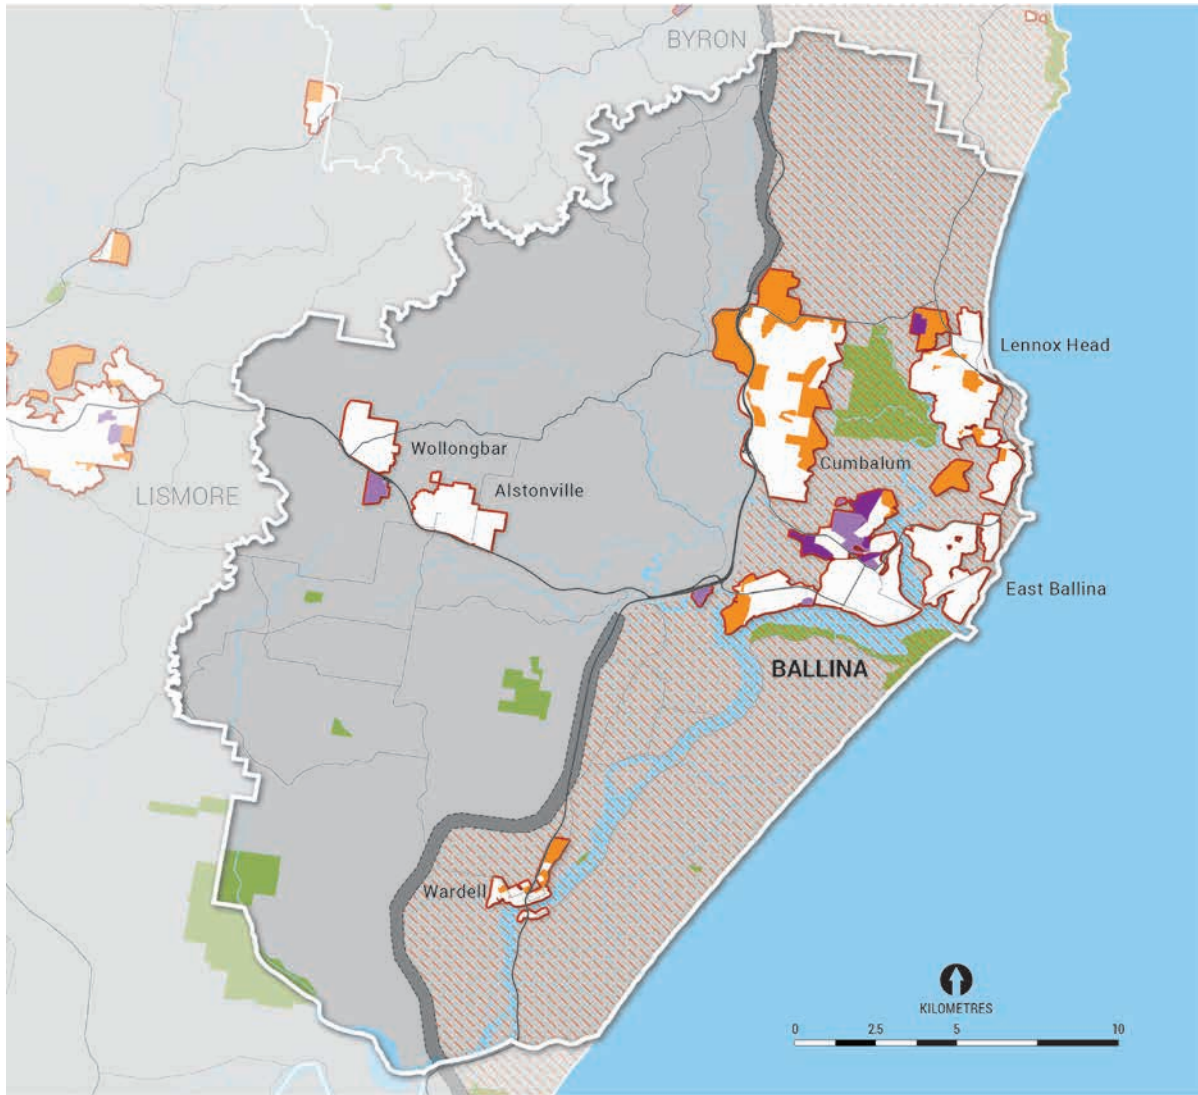 BYRON
Lennox Head
Wollongbar
Cumbalum
LISMORE
Alstonville
East Ballina
BALLINA
Wardell
KILOMETRES
0 2.5 5 10